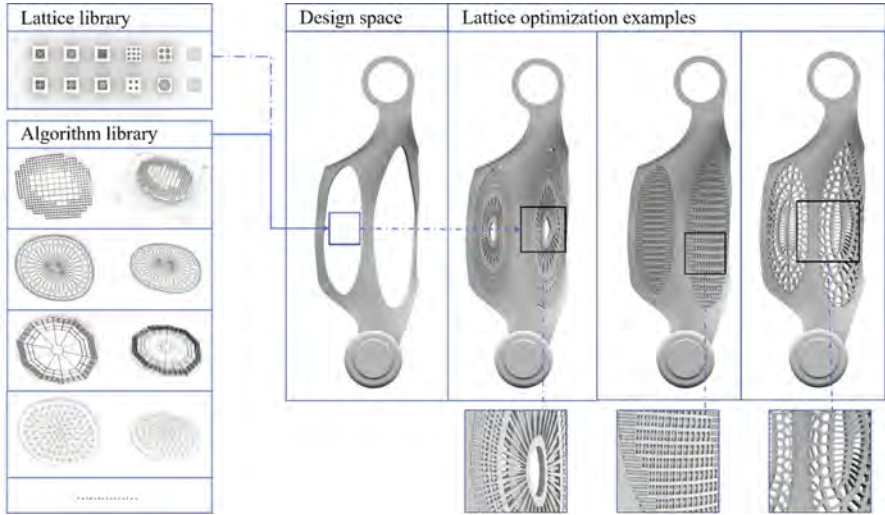 Lattice library
Design space
Lattice optimization examples
Algorithm library